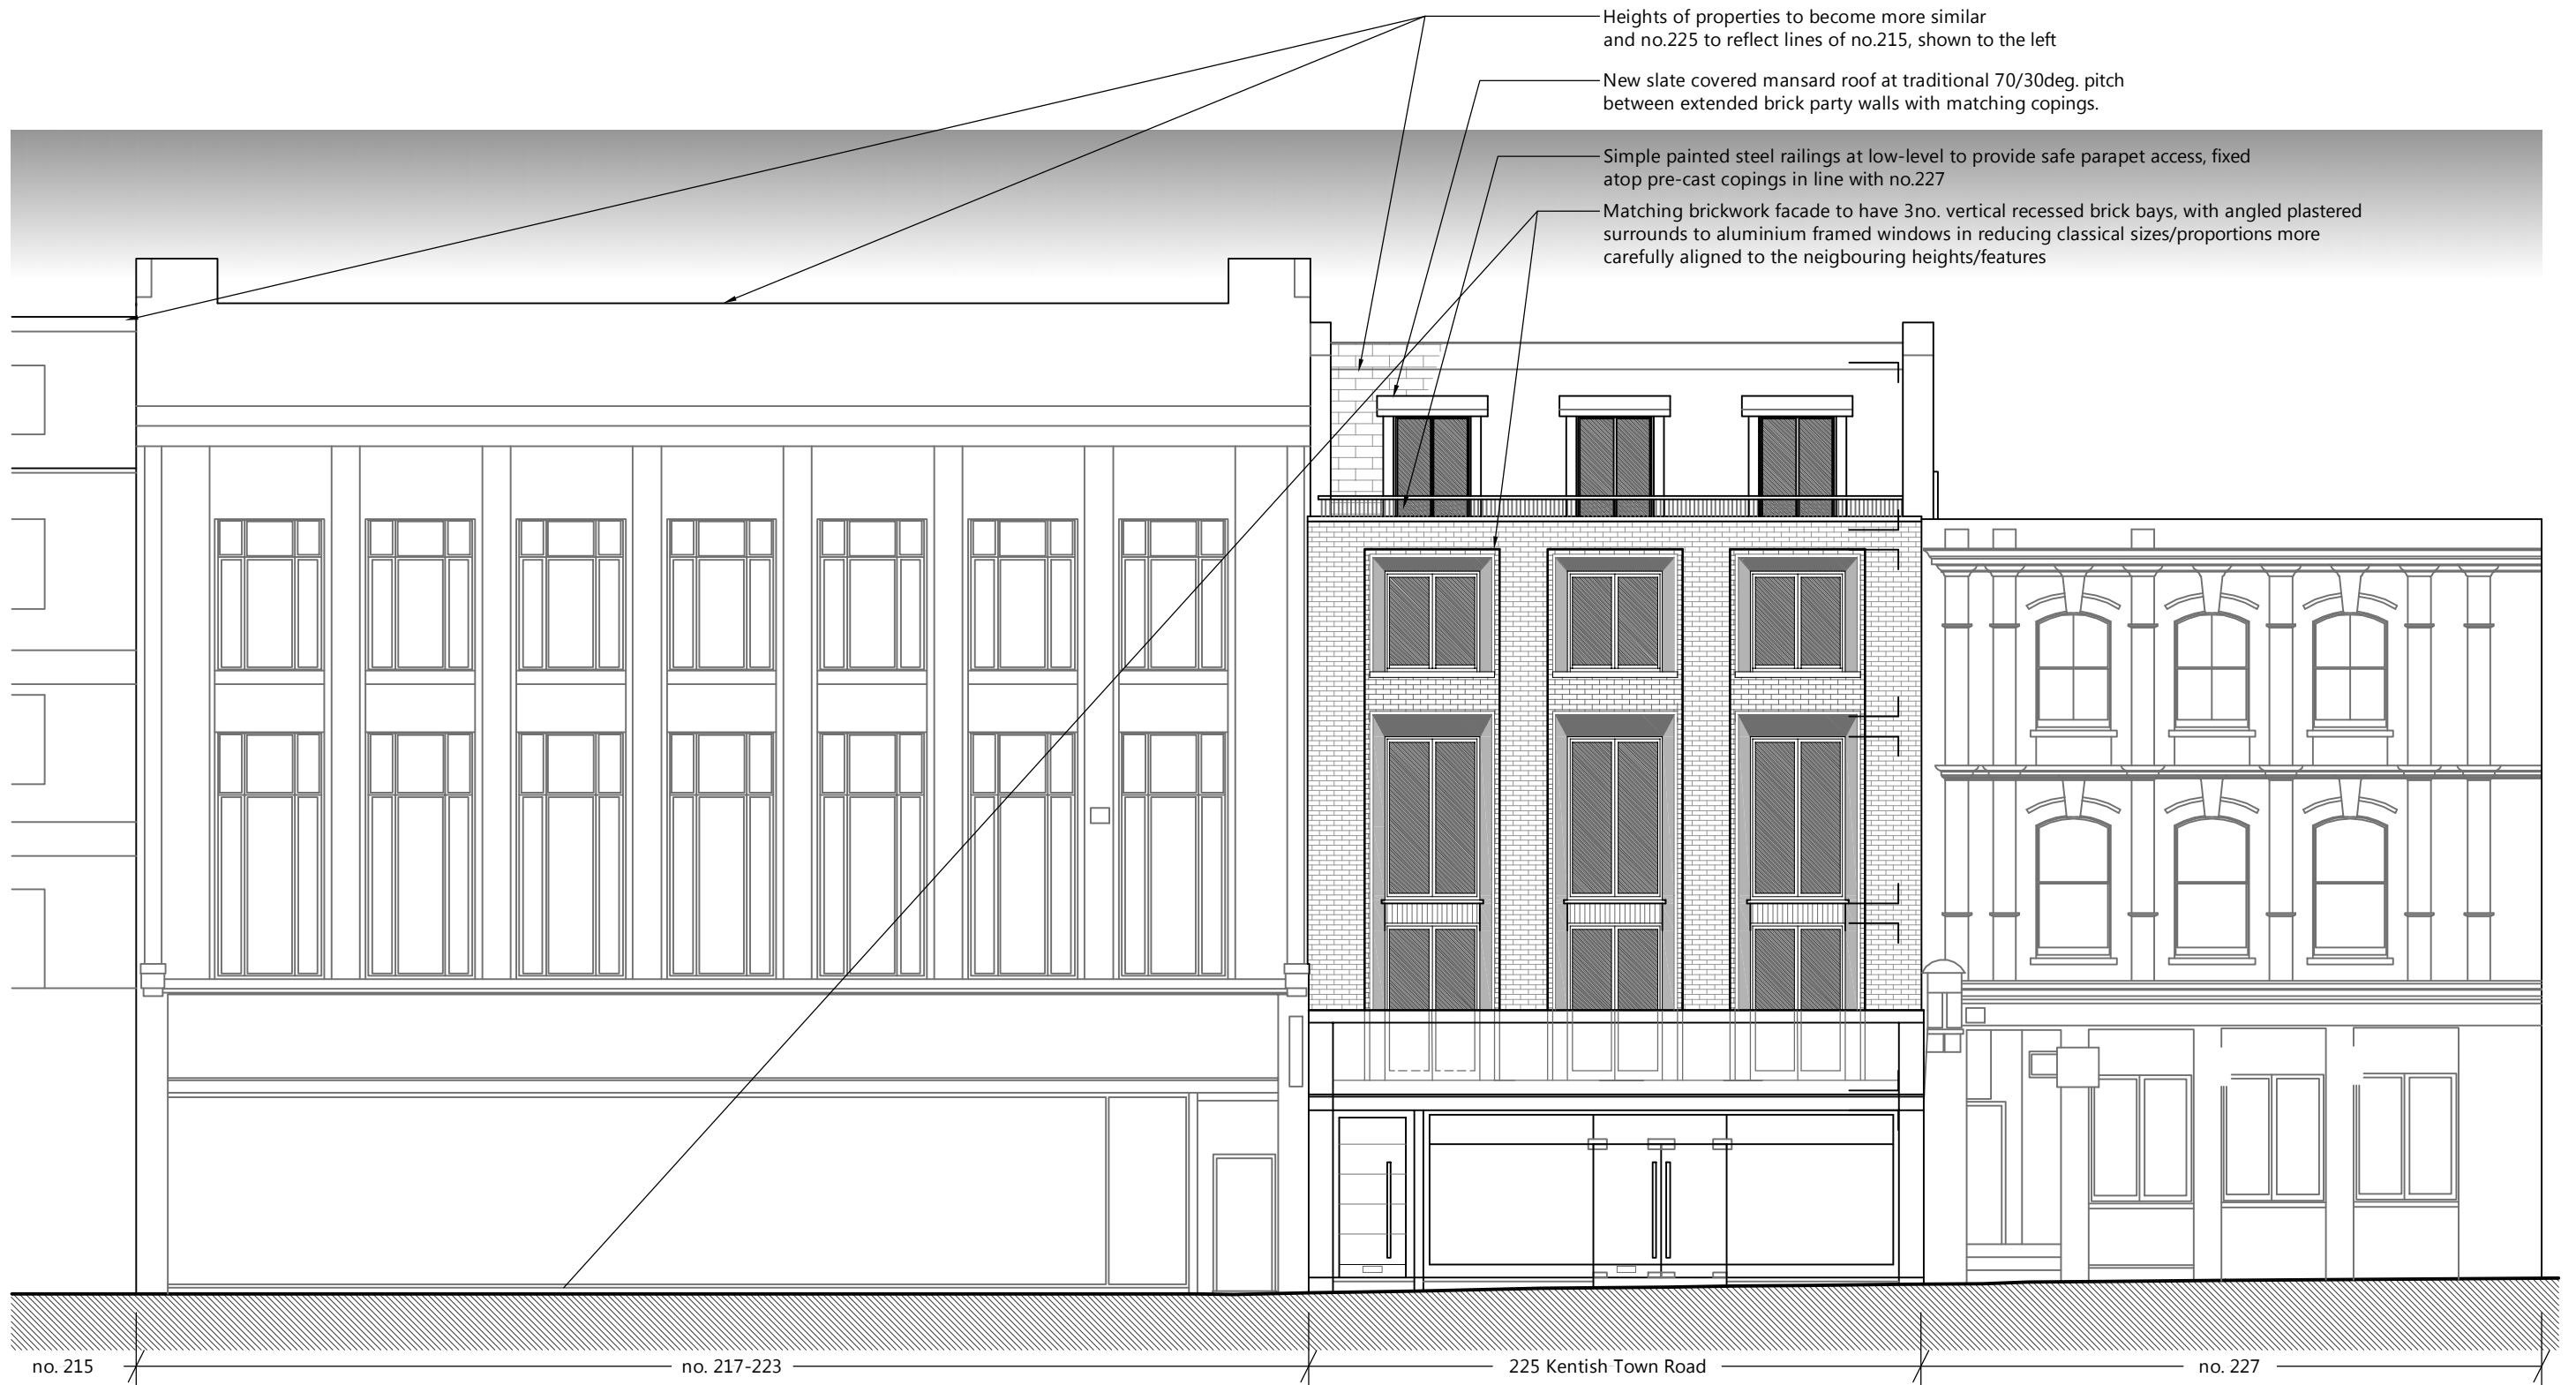 Heights of properties to become more similar
and no.225 to reflect lines of no.215, shown to the left
New slate covered mansard roof at traditional 70/30deg. pitch
between extended brick party walls with matching copings.
Simple painted steel railings at low-level to provide safe parapet access, fixed
atop pre-cast copings in line with no.227
Matching brickwork facade to have 3no. vertical recessed brick bays, with angled plastered
surrounds to aluminium framed windows in reducing classical sizes/proportions more
carefully aligned to the neigbouring heights/features
no. 215
no. 217-223
225 Kentish Town Road
no. 227